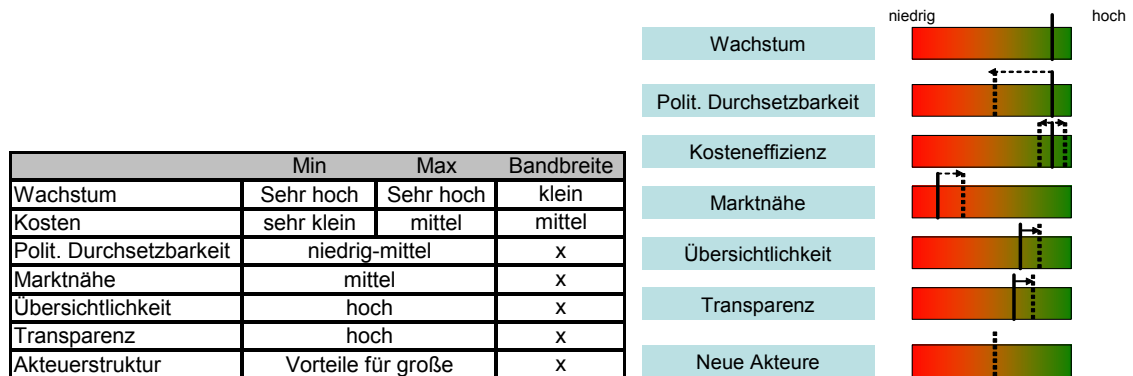 Min Max Bandbreite
Wachstum Sehr hoch Sehr hoch klein
Kosten sehr klein mittel mittel
Polit. Durchsetzbarkeit niedrig-mittel x
Marktnähe mittel x
Übersichtlichkeit hoch x
Transparenz hoch x
Akteuerstruktur Vorteile für große x
niedrig hoch
Wachstum
Polit. Durchsetzbarkeit
Kosteneffizienz
Marktnähe
Übersichtlichkeit
Transparenz
Neue Akteure